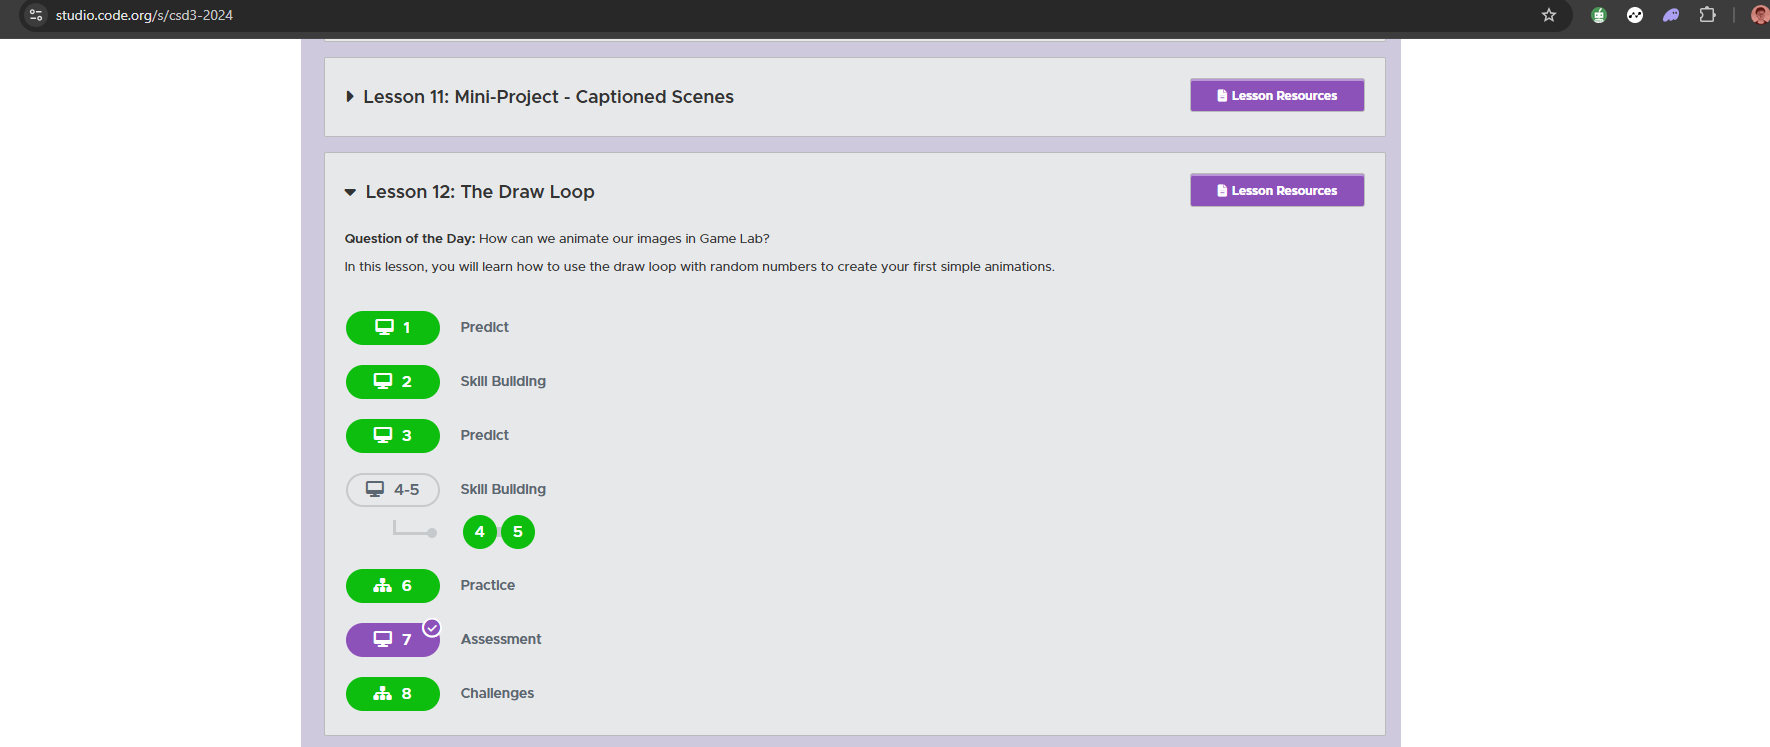 studio.code.org/s/csd3-2024
Lesson 11: Mini-Project - Captioned Scenes
Lesson Resources
Lesson 12: The Draw Loop
Lesson Resources
Question of the Day: How can we animate our images in Game Lab?
In this lesson, you will learn how to use the draw loop with random numbers to create your first simple animations.
1 Predict
2 Skill Building
3 Predict
4-5 Skill Building
4 5
6 Practice
7 Assessment
8 Challenges